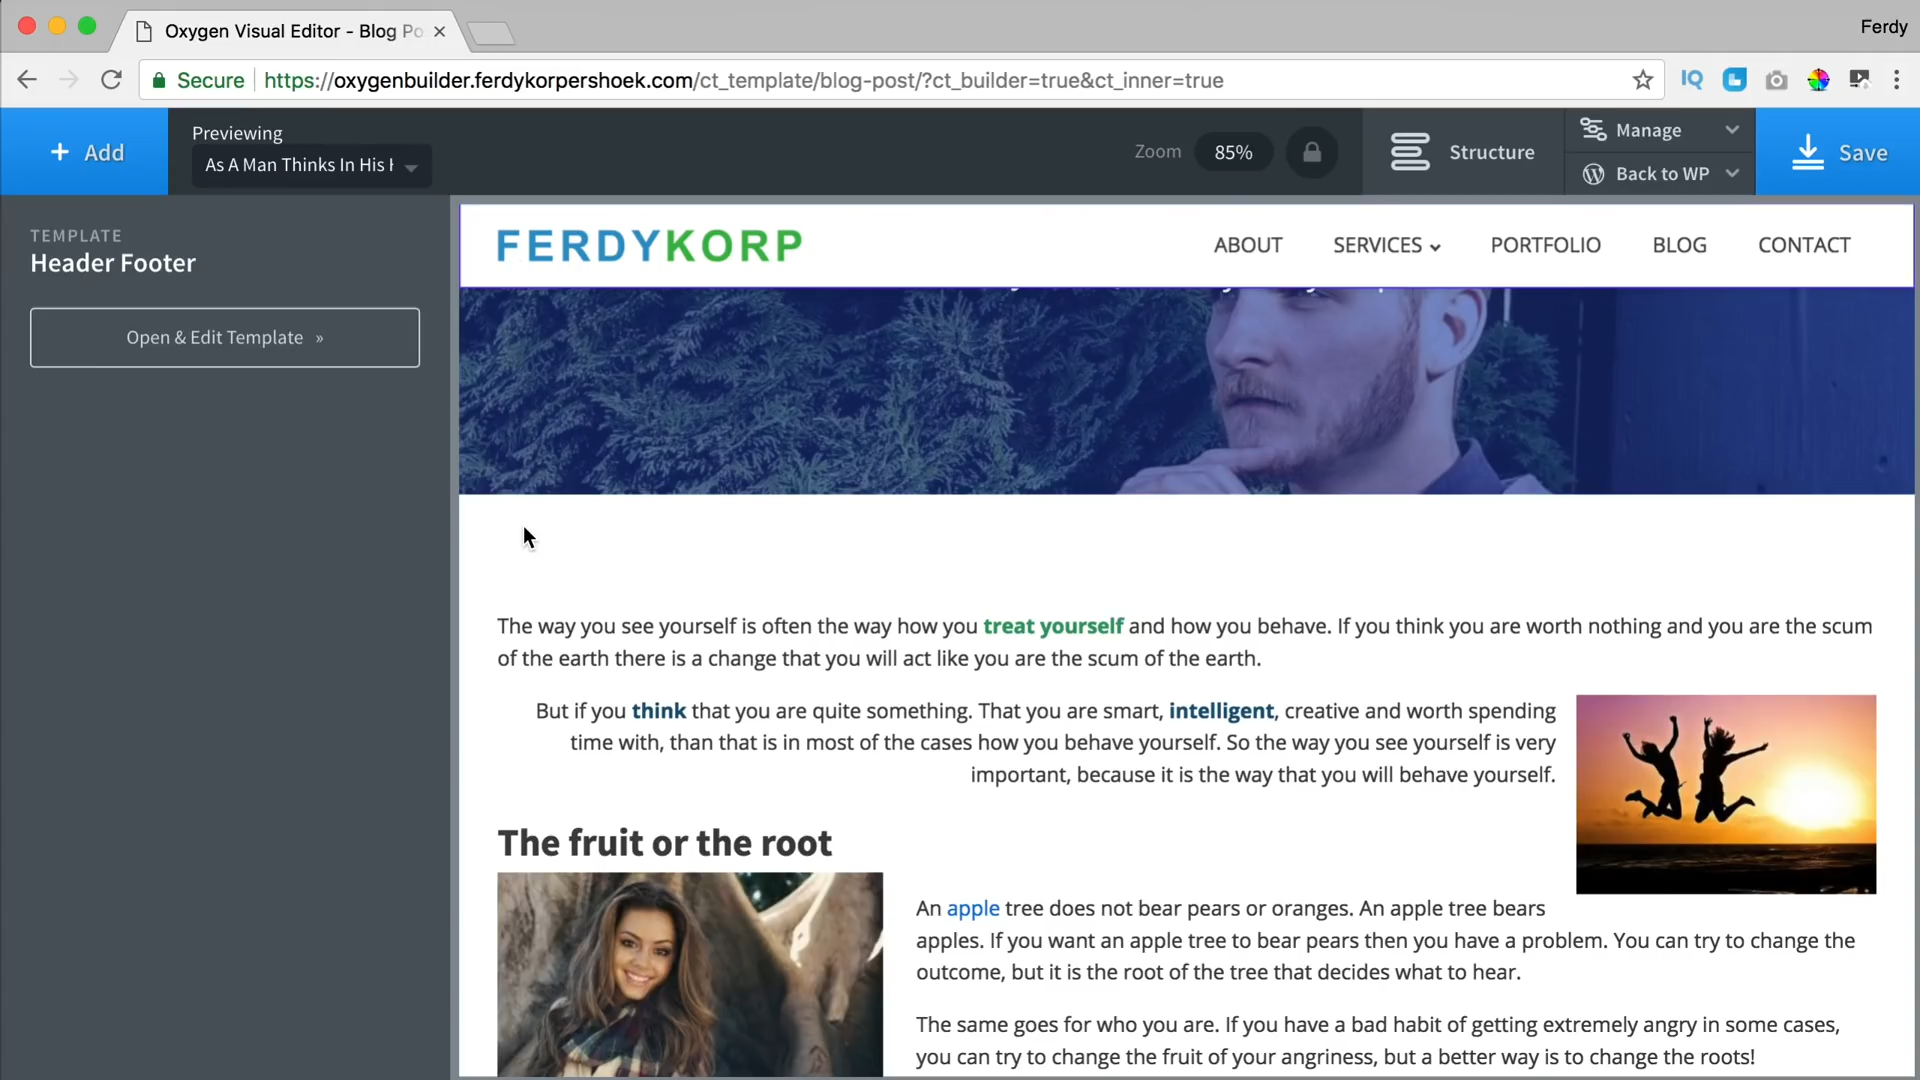 Oxygen Visual Editor - Blog Po
Ferdy
Secure
https://oxygenbuilder.ferdykorpershoek.com/ct_template/blog-post/?ct_builder=true&ct_inner=true
IQ
+ Add
Previewing
As A Man Thinks In His H
Zoom
85%
Structure
Manage
Back to WP
Save
TEMPLATE
Header Footer
Open & Edit Template »
FERDYKORP
ABOUT
SERVICES
PORTFOLIO
BLOG
CONTACT
The way you see yourself is often the way how you treat yourself and how you behave. If you think you are worth nothing and you are the scum
of the earth there is a change that you will act like you are the scum of the earth.
But if you think that you are quite something. That you are smart, intelligent, creative and worth spending
time with, than that is in most of the cases how you behave yourself. So the way you see yourself is very
important, because it is the way that you will behave yourself.
The fruit or the root
An apple tree does not bear pears or oranges. An apple tree bears
apples. If you want an apple tree to bear pears then you have a problem. You can try to change the
outcome, but it is the root of the tree that decides what to hear.
The same goes for who you are. If you have a bad habit of getting extremely angry in some cases,
you can try to change the fruit of your angriness, but a better way is to change the roots!